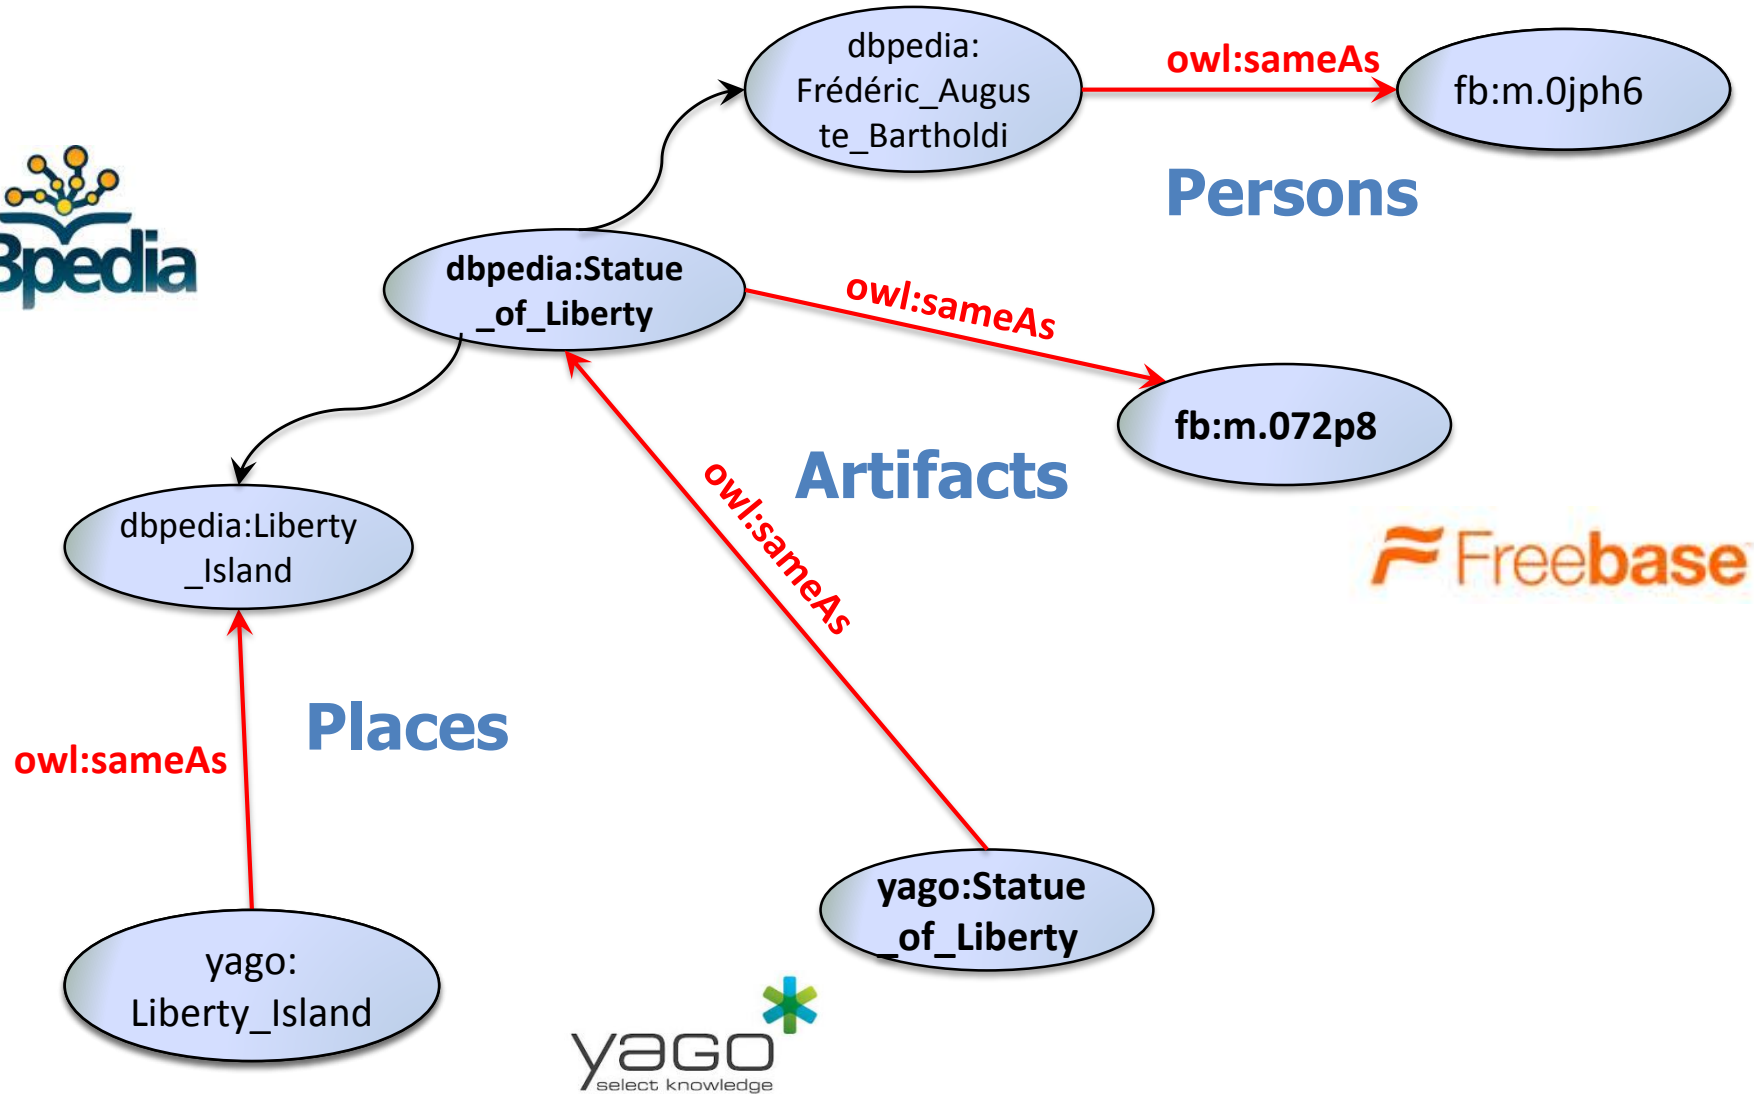 dbpedia:
Frédéric_Augus
te_Bartholdi
owl:sameAs
fb:m.0jph6
Persons
Bpedia
dbpedia:Statue
_of_Liberty
owl:sameAs
fb:m.072p8
Artifacts
owl:sameAs
dbpedia:Liberty
_Island
Freebase
Places
owl:sameAs
yago:Statue
_of_Liberty
yago:
Liberty_Island
yago
select knowledge